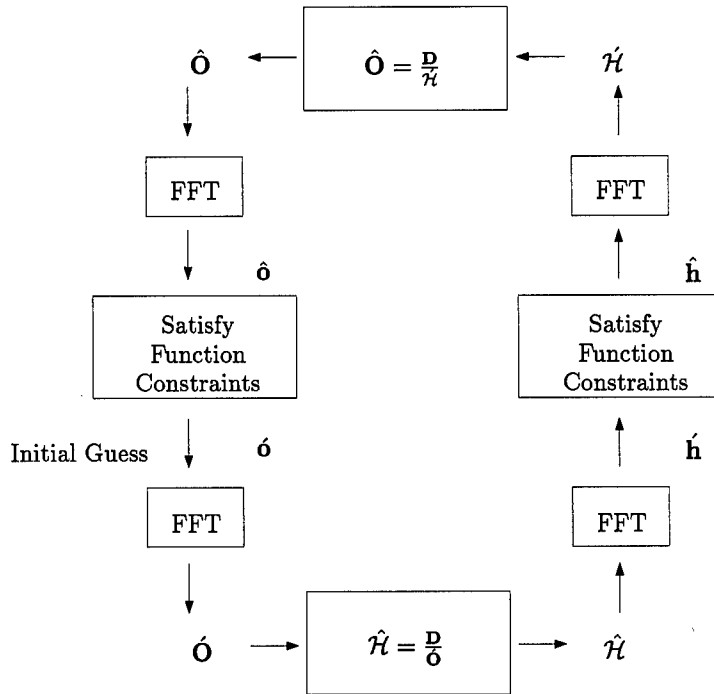 Ô
Ô = D/H́
H́
FFT
FFT
ô
ĥ
Satisfy
Function
Constraints
Satisfy
Function
Constraints
Initial Guess
ó
h́
FFT
FFT
Ó
Ĥ = D/Ó
Ĥ